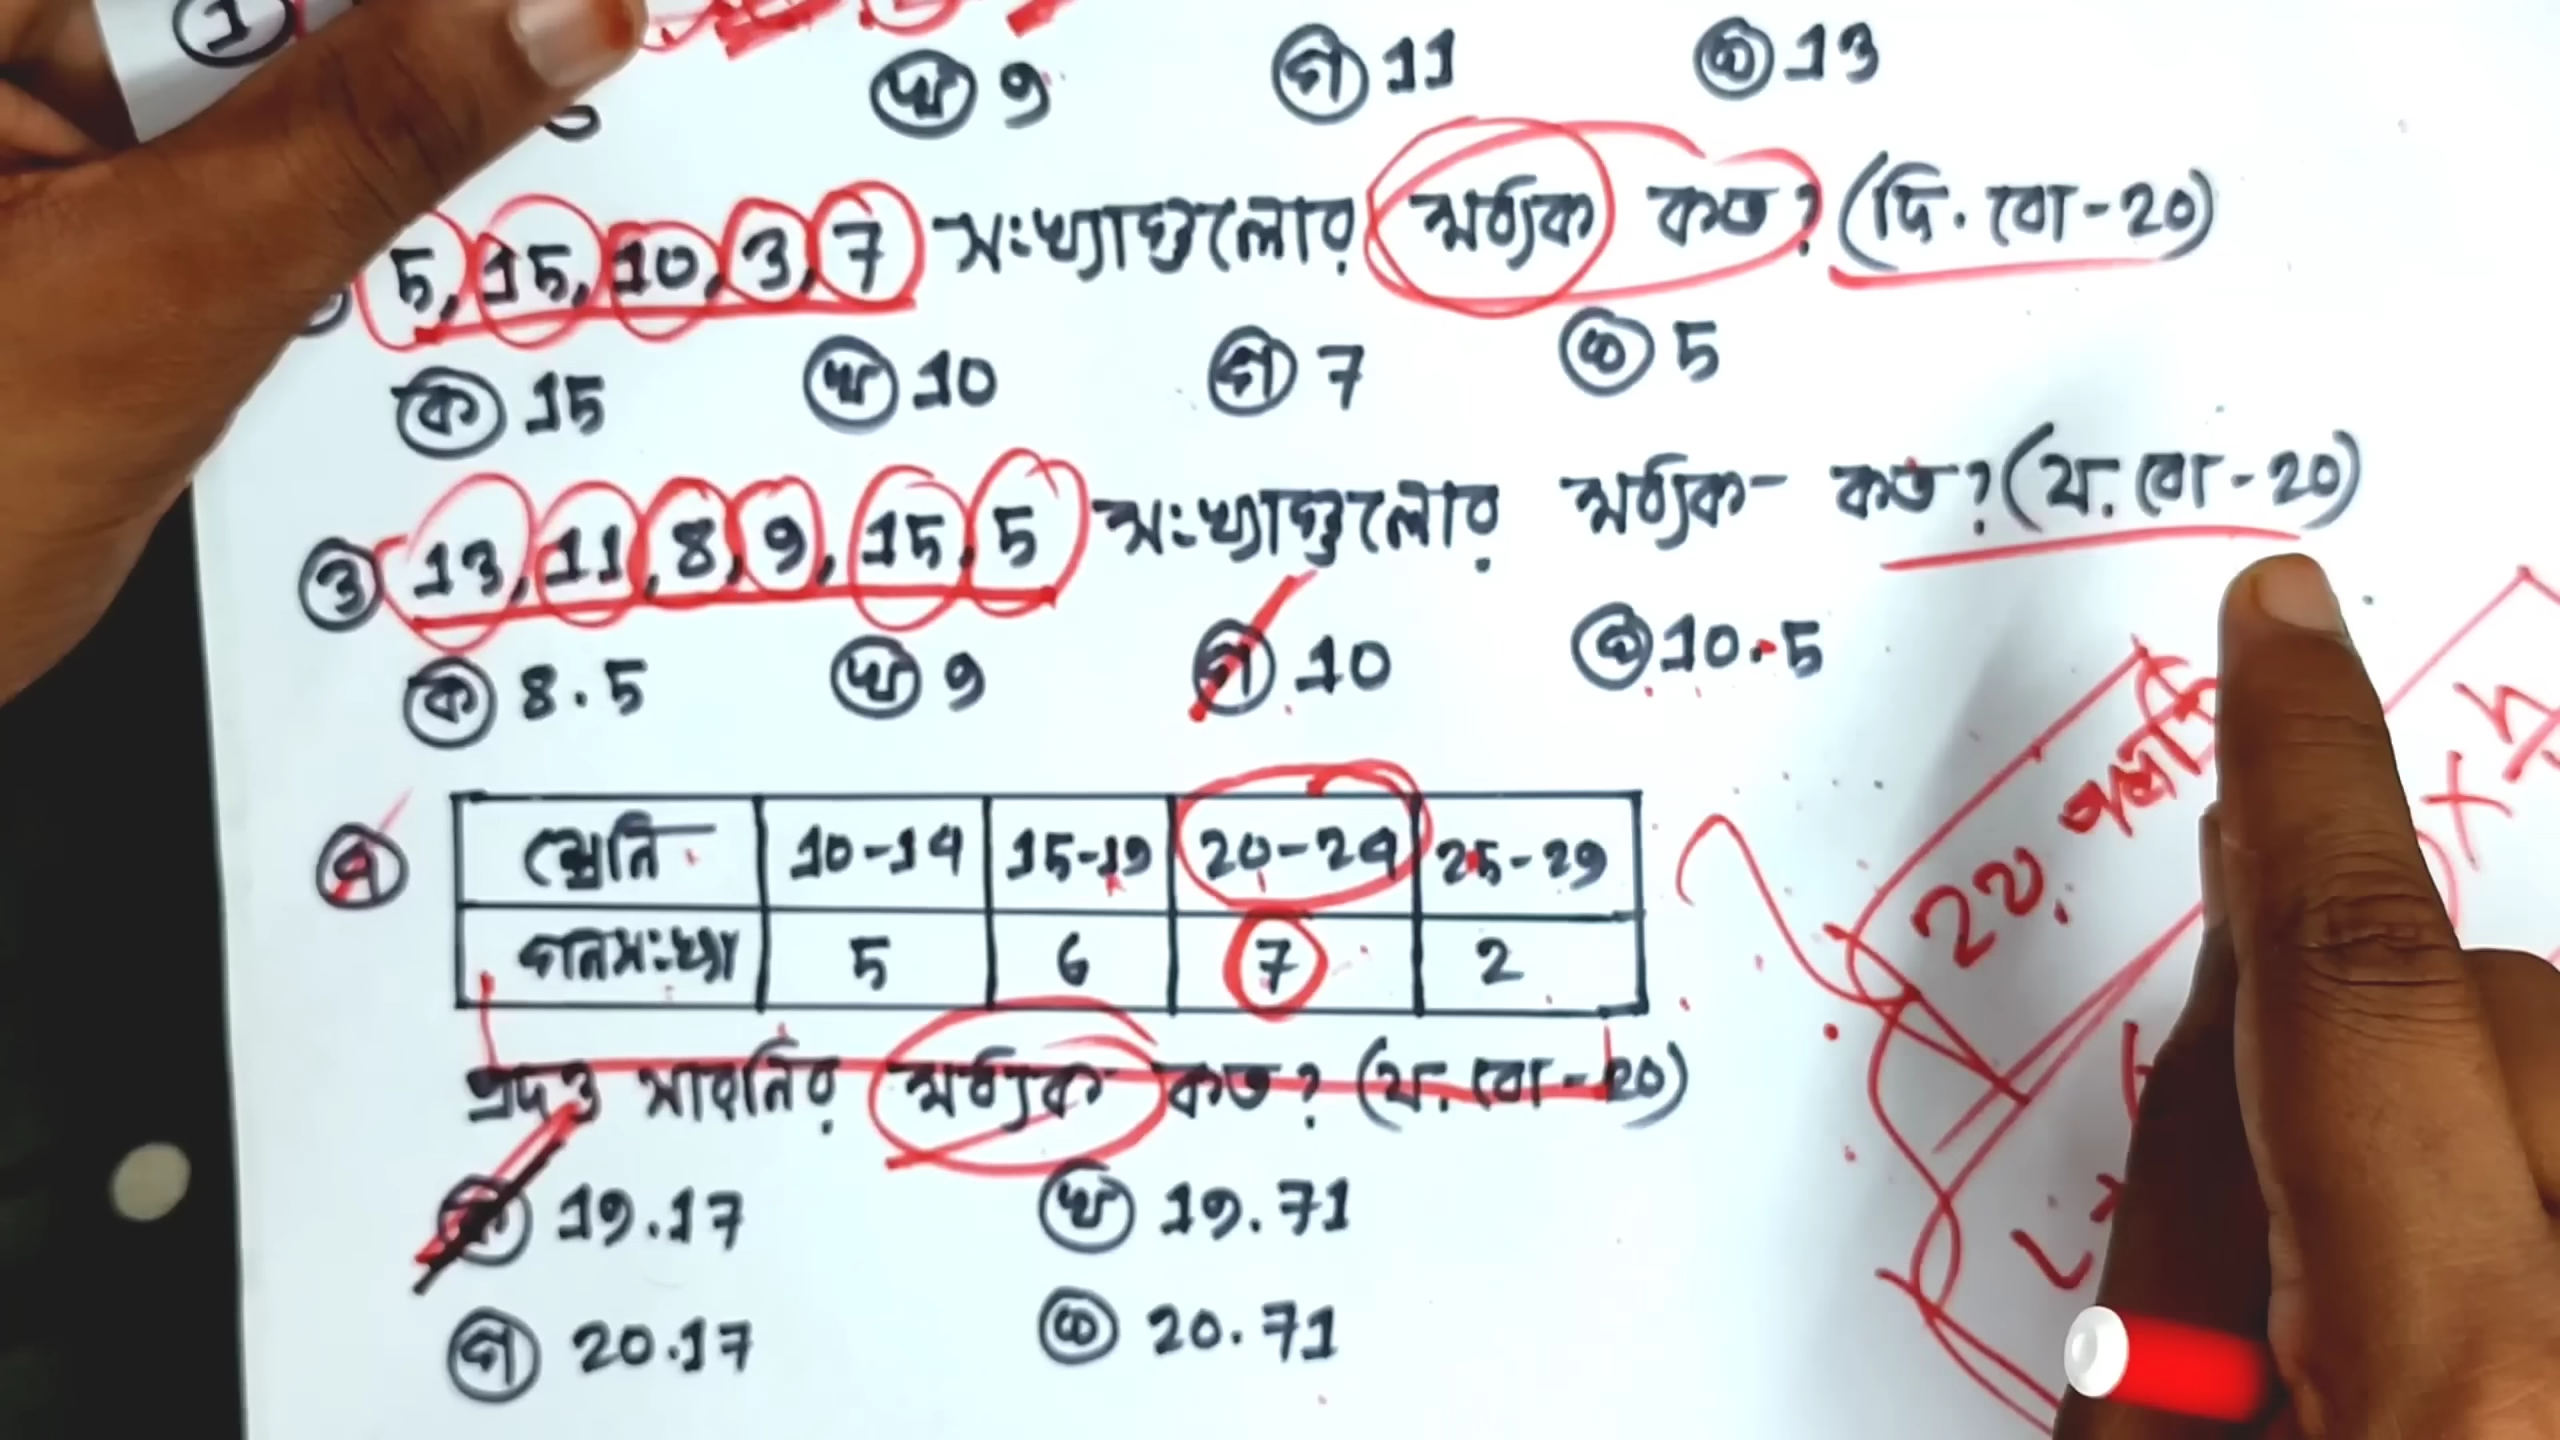 1
খ 9 গ 11 ঘ 13
5, 15, 10, 3, 7 সংখ্যাগুলোর মধ্যক কত? (দি. বো-20)
ক 15 খ 10 গ 7 ঘ 5
3 13, 11, 8, 9, 15, 5 সংখ্যাগুলোর মধ্যক কত? (য. বো-20)
ক 8.5 খ 9 গ 10 ঘ 10.5
শ্রেনি 10-14 15-19 20-24 25-29
গনসংখ্যা 5 6 7 2
প্রদত্ত সারনির মধ্যক কত? (য. বো-20)
ক 19.17 খ 19.71
গ 20.17 ঘ 20.71